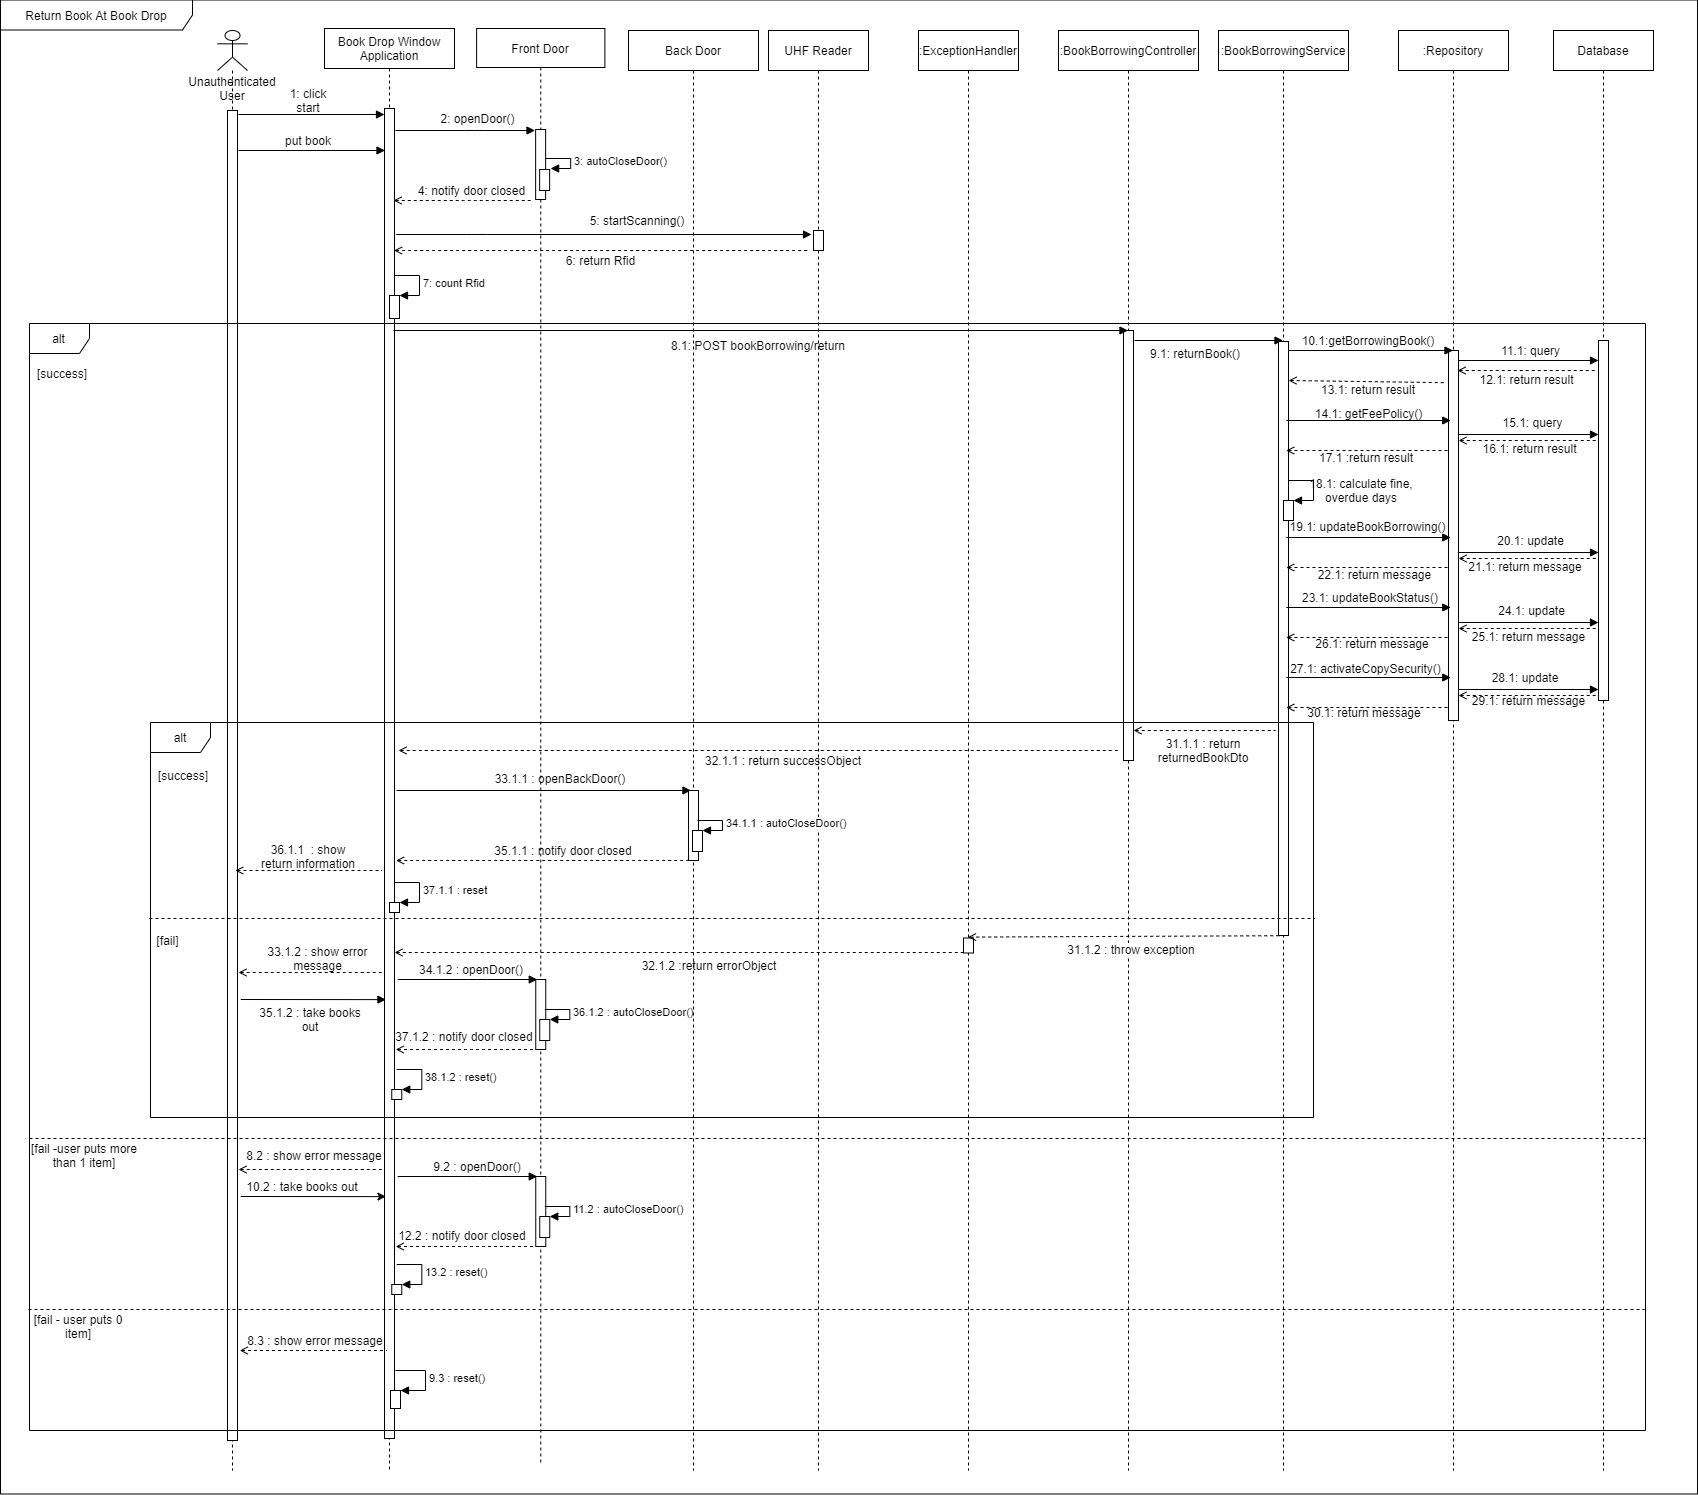 Return Book At Book Drop
Unauthenticated
User
Book Drop Window
Application
Front Door
Back Door
UHF Reader
:ExceptionHandler
:BookBorrowingController
:BookBorrowingService
:Repository
Database
1: click
start
2: openDoor()
put book
3: autoCloseDoor()
4: notify door closed
5: startScanning()
6: return Rfid
7: count Rfid
alt
[success]
8.1: POST bookBorrowing/return
9.1: returnBook()
10.1:getBorrowingBook()
11.1: query
12.1: return result
13.1: return result
14.1: getFeePolicy()
15.1: query
16.1: return result
17.1 :return result
18.1: calculate fine,
overdue days
19.1: updateBookBorrowing()
20.1: update
21.1: return message
22.1: return message
23.1: updateBookStatus()
24.1: update
25.1: return message
26.1: return message
27.1: activateCopySecurity()
28.1: update
29.1: return message
30.1: return message
alt
[success]
31.1.1 : return
returnedBookDto
32.1.1 : return successObject
33.1.1 : openBackDoor()
34.1.1 : autoCloseDoor()
35.1.1 : notify door closed
36.1.1  : show
return information
37.1.1 : reset
[fail]
31.1.2 : throw exception
32.1.2 :return errorObject
33.1.2 : show error
message
34.1.2 : openDoor()
35.1.2 : take books
out
36.1.2 : autoCloseDoor()
37.1.2 : notify door closed
38.1.2 : reset()
[fail -user puts more
than 1 item]
8.2 : show error message
9.2 : openDoor()
10.2 : take books out
11.2 : autoCloseDoor()
12.2 : notify door closed
13.2 : reset()
[fail - user puts 0
item]
8.3 : show error message
9.3 : reset()